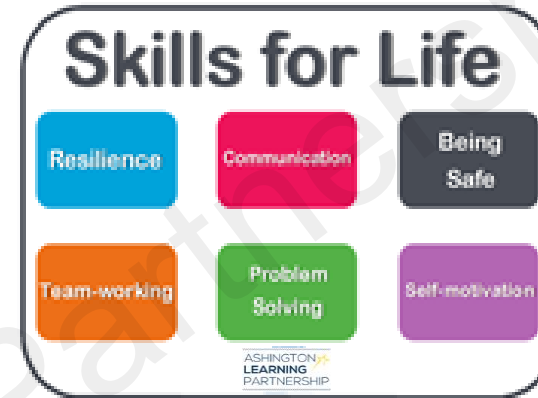 Skills for Life
Resilience
Communication
Being
Safe
Team-working
Problem
Solving
Self-motivation
ASHINGTON
LEARNING
PARTNERSHIP